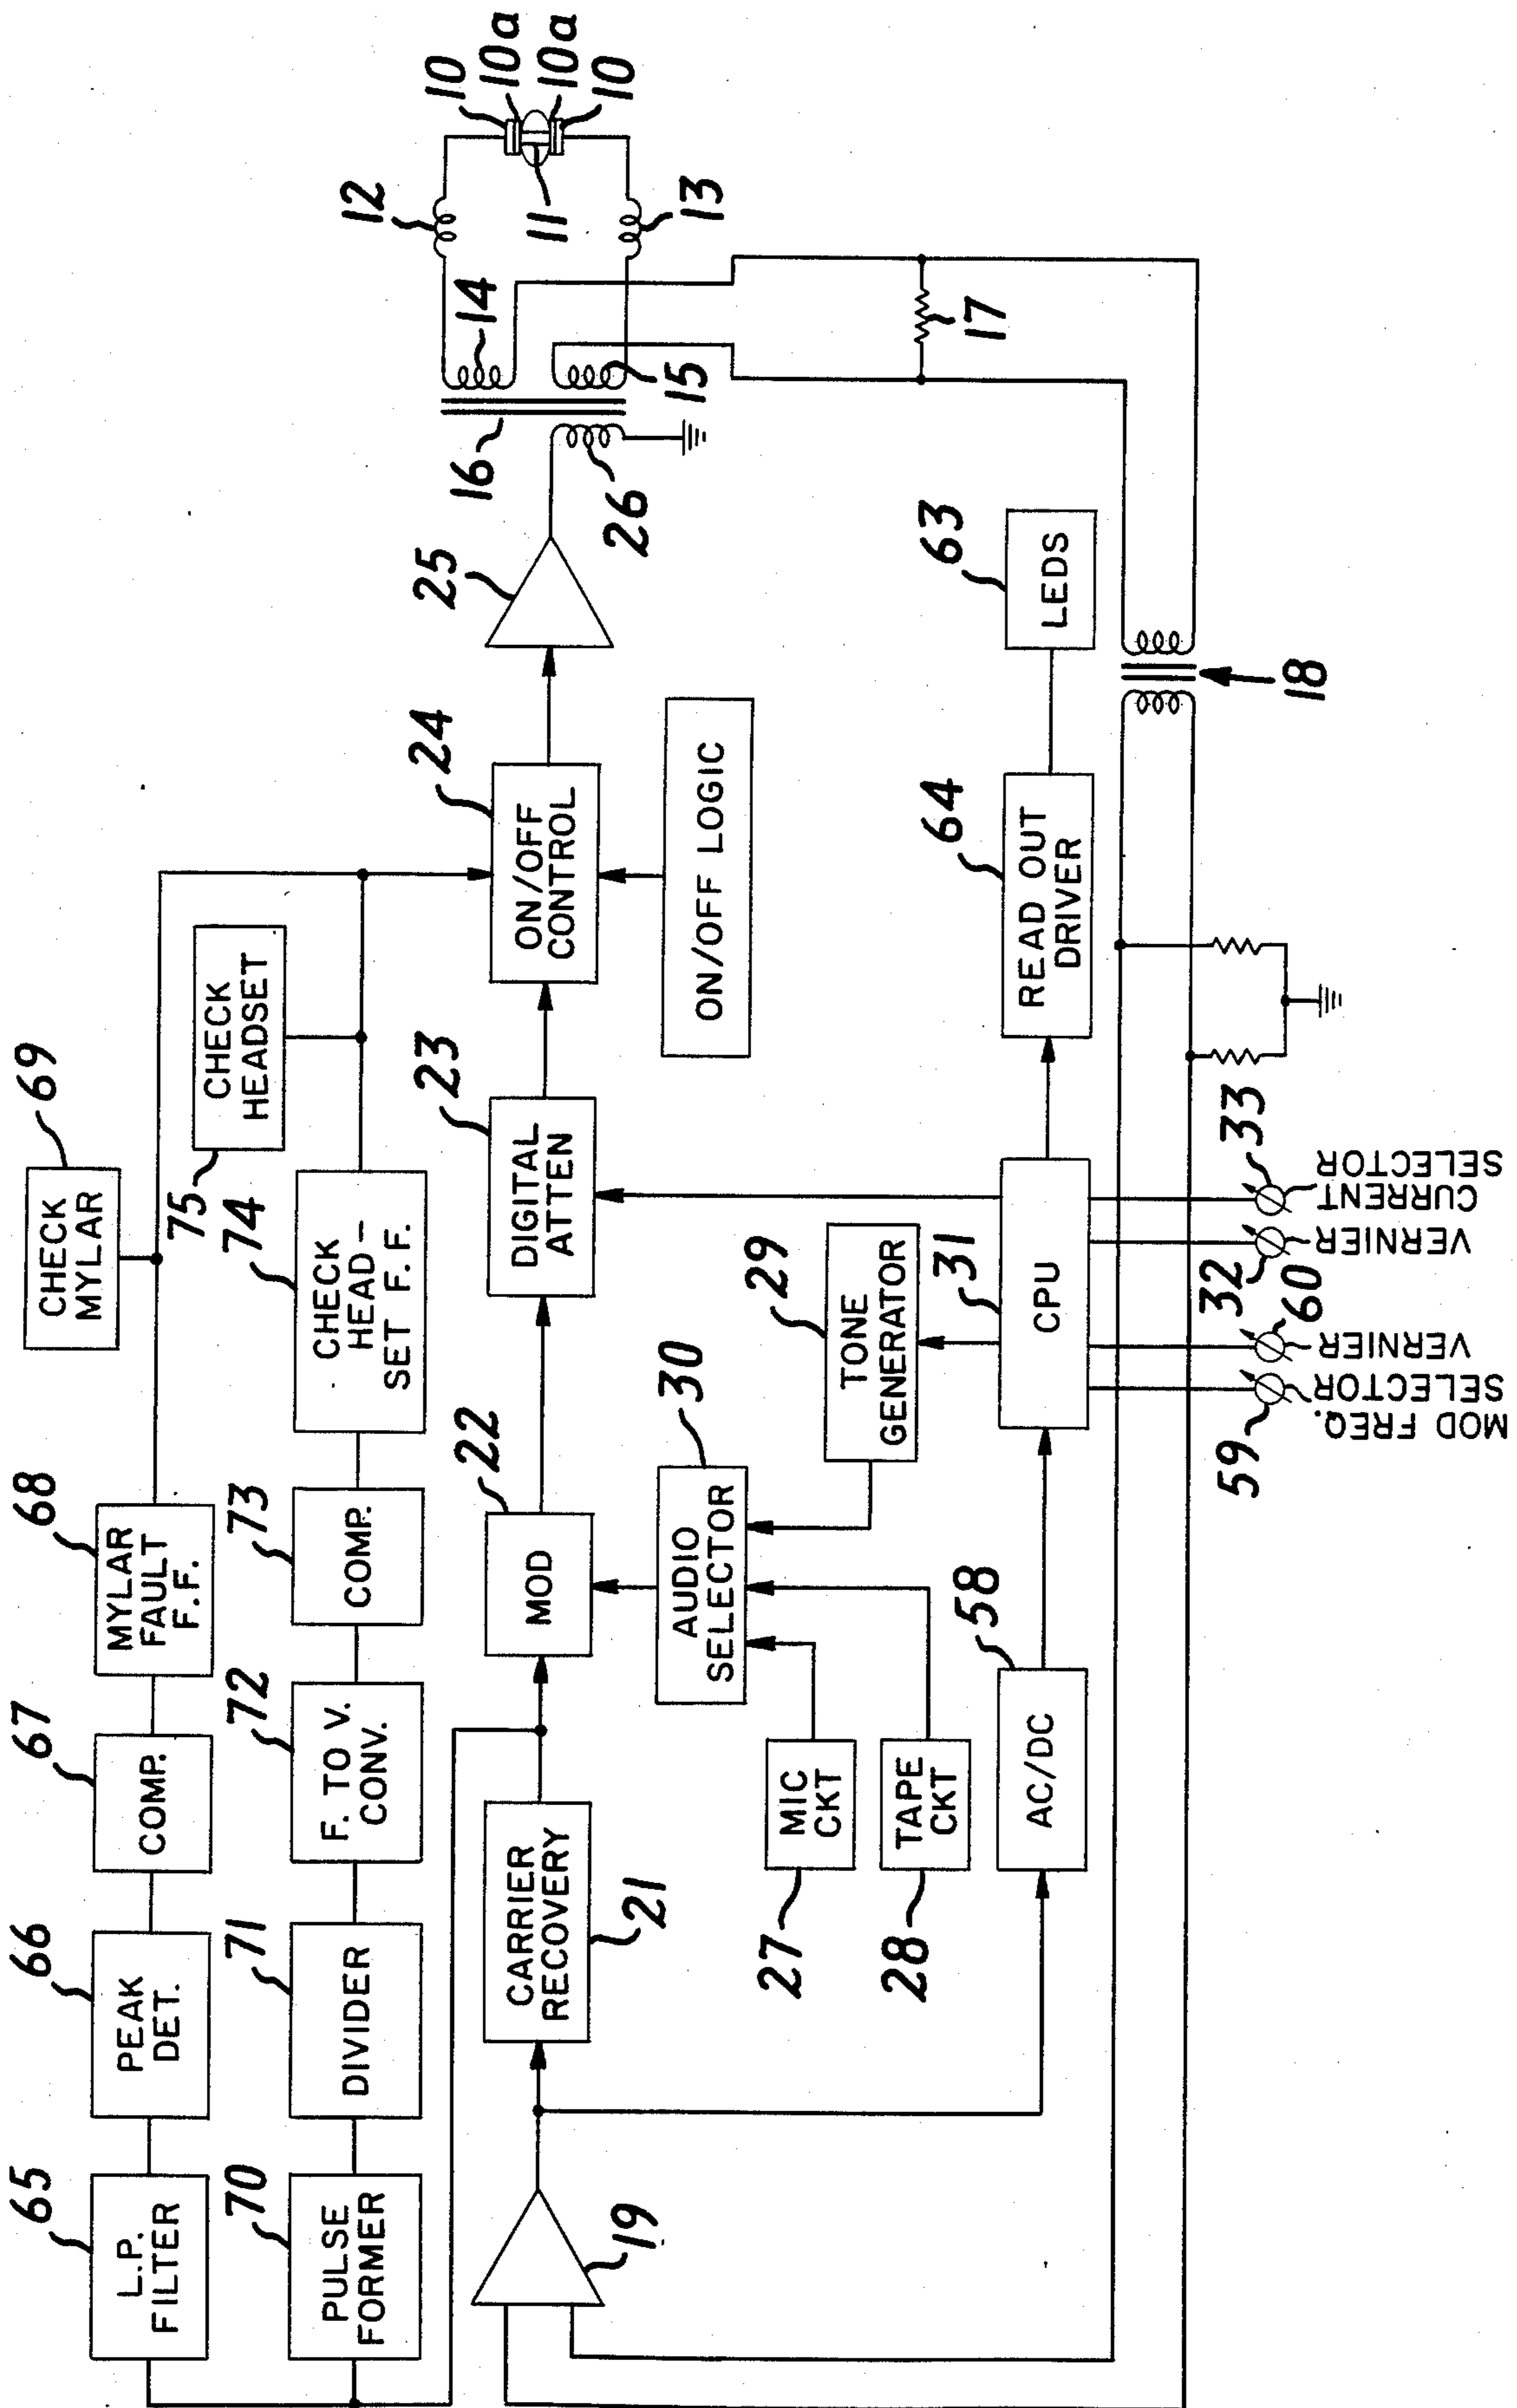 65
L.P.
FILTER
66
PEAK
DET.
67
COMP.
68
MYLAR
FAULT
F.F.
CHECK
MYLAR
69
70
PULSE
FORMER
71
DIVIDER
72
F. TO V.
CONV.
73
COMP.
74
CHECK
HEAD-
SET F.F.
75
CHECK
HEADSET
19
CARRIER
RECOVERY
21
22
MOD
23
DIGITAL
ATTEN
24
ON/OFF
CONTROL
ON/OFF LOGIC
25
16
26
14
15
12
13
11
10
10a
10a
10
17
27
MIC
CKT
28
TAPE
CKT
30
AUDIO
SELECTOR
29
TONE
GENERATOR
58
AC/DC
31
CPU
64
READ OUT
DRIVER
63
LEDS
18
59
MOD FREQ.
SELECTOR
60
VERNIER
32
VERNIER
33
CURRENT
SELECTOR